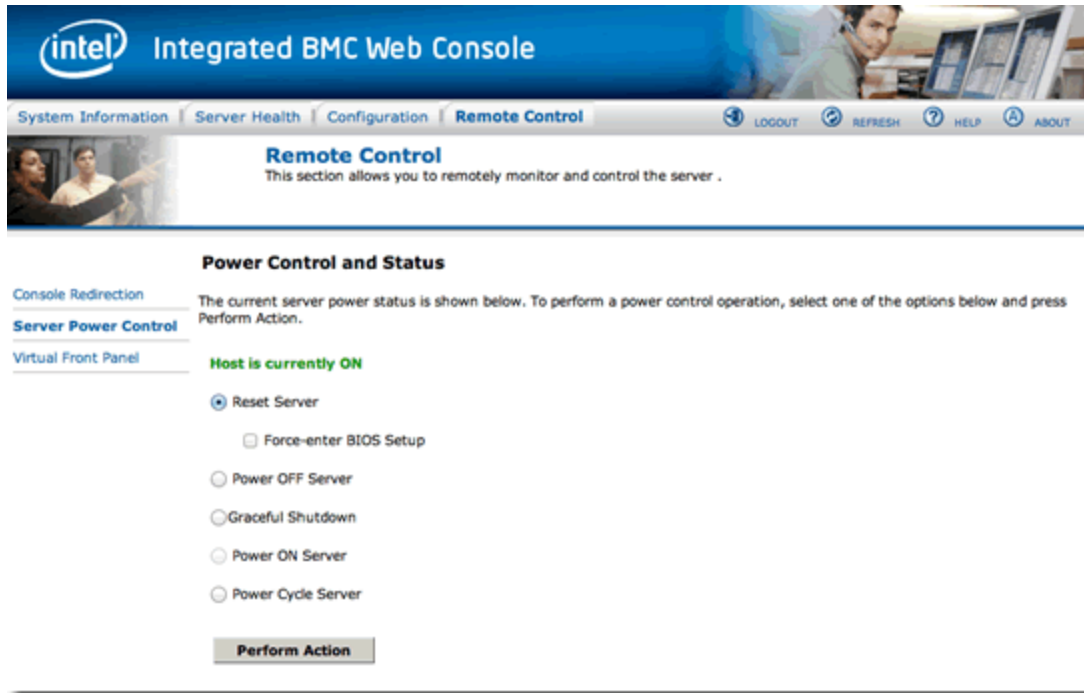 intel Integrated BMC Web Console
System Information Server Health Configuration Remote Control LOGOUT REFRESH HELP ABOUT
Remote Control
This section allows you to remotely monitor and control the server .
Power Control and Status
Console Redirection
Server Power Control
Virtual Front Panel
The current server power status is shown below. To perform a power control operation, select one of the options below and press
Perform Action.
Host is currently ON
Reset Server
Force-enter BIOS Setup
Power OFF Server
Graceful Shutdown
Power ON Server
Power Cycle Server
Perform Action